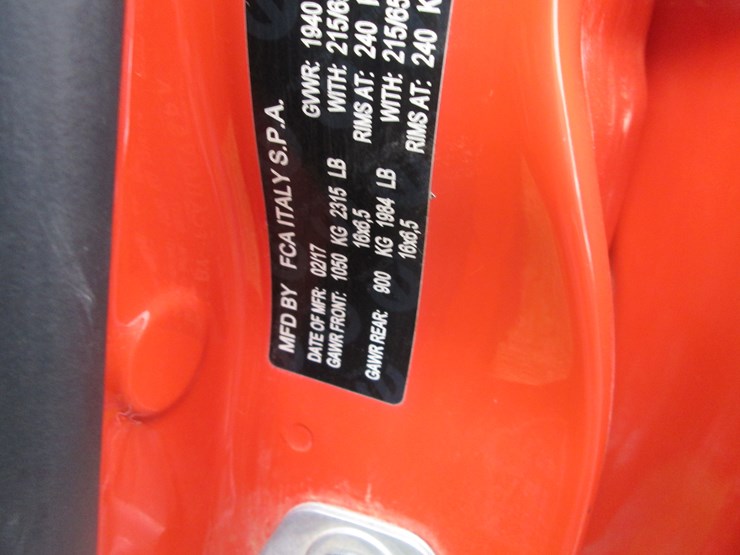 MFD BY FCA ITALY S.P.A.
DATE OF MFR: 02/17 GVWR: 1940
GAWR FRONT: 1050 KG 2315 LB WITH: 215/65
16x6,5 RIMS AT: 240
GAWR REAR: 900 KG 1984 LB WITH: 215/65
16x6,5 RIMS AT: 240 K